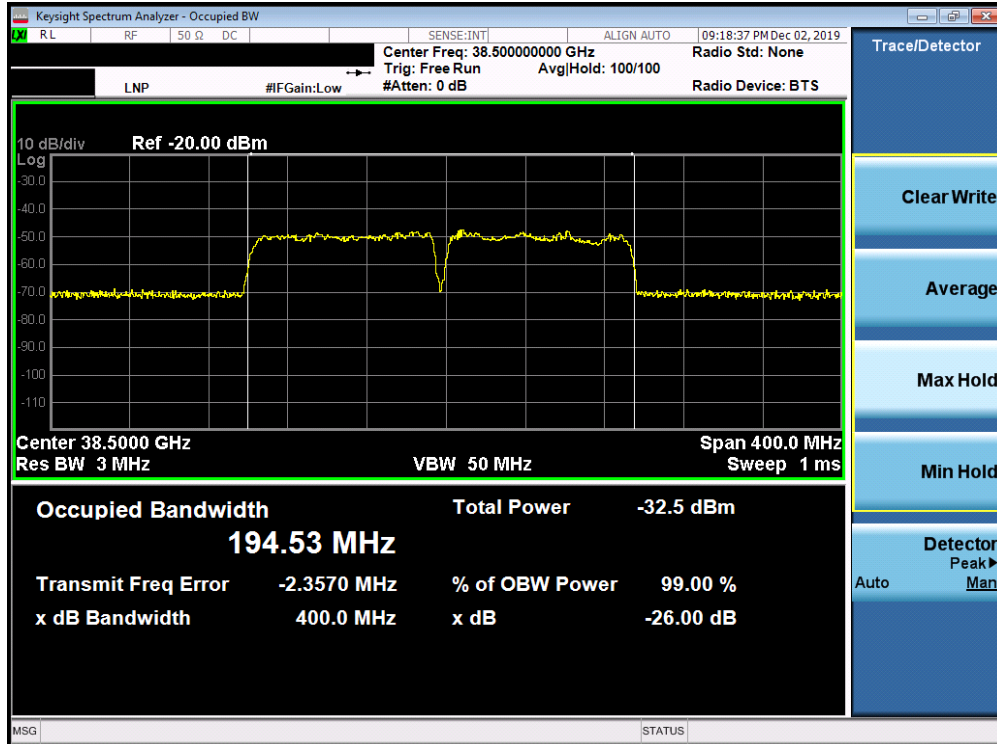 Keysight Spectrum Analyzer - Occupied BW
LXI RL RF 50 Ω DC SENSE:INT ALIGN AUTO 09:18:37 PM Dec 02, 2019
Center Freq: 38.500000000 GHz Radio Std: None
Trig: Free Run Avg|Hold: 100/100
LNP #IFGain:Low #Atten: 0 dB Radio Device: BTS
10 dB/div Ref -20.00 dBm
Log
-30.0
-40.0
-50.0
-60.0
-70.0
-80.0
-90.0
-100
-110
Center 38.5000 GHz Span 400.0 MHz
Res BW 3 MHz VBW 50 MHz Sweep 1 ms
Occupied Bandwidth Total Power -32.5 dBm
194.53 MHz
Transmit Freq Error -2.3570 MHz % of OBW Power 99.00 %
x dB Bandwidth 400.0 MHz x dB -26.00 dB
MSG STATUS
Trace/Detector
Clear Write
Average
Max Hold
Min Hold
Detector
Peak▶
Auto Man